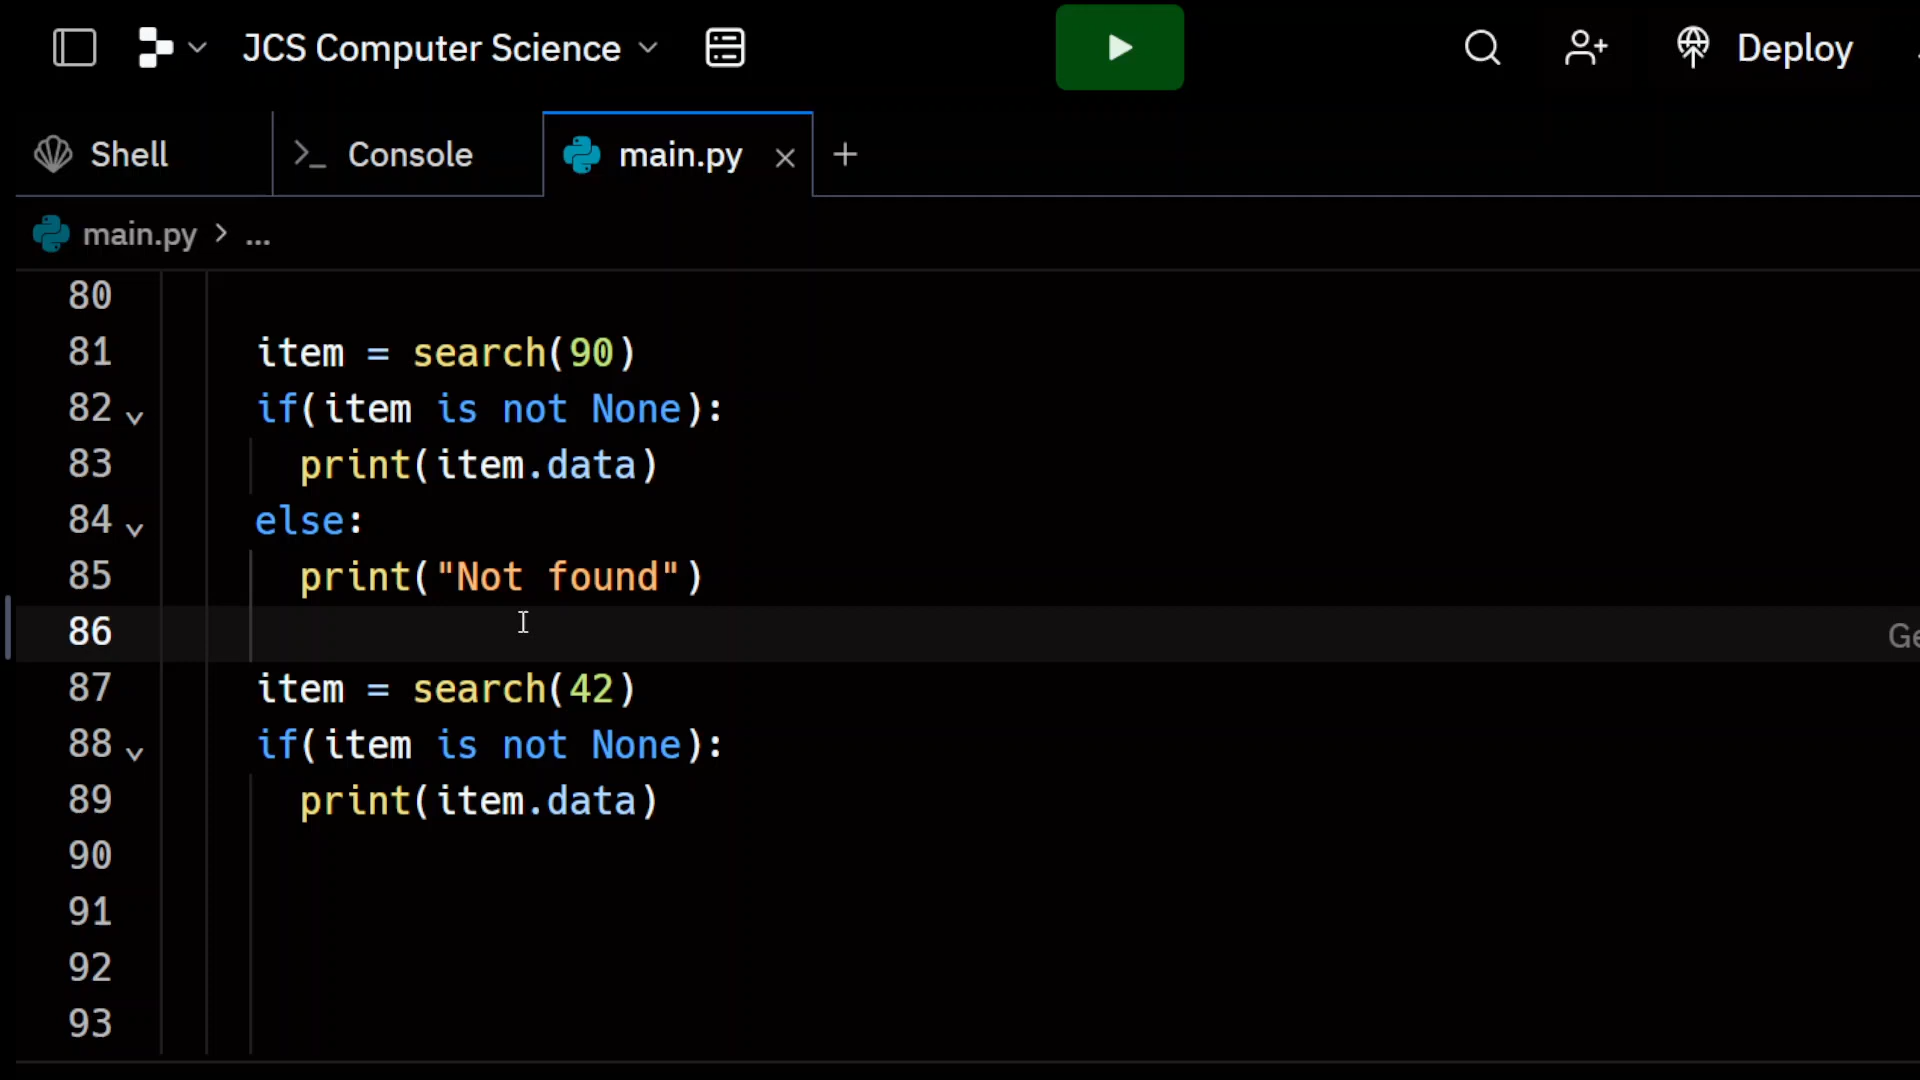 JCS Computer Science
Deploy
Shell
Console
main.py
main.py > ...
80
81 item = search(90)
82 if(item is not None):
83 print(item.data)
84 else:
85 print("Not found")
86
87 item = search(42)
88 if(item is not None):
89 print(item.data)
90
91
92
93